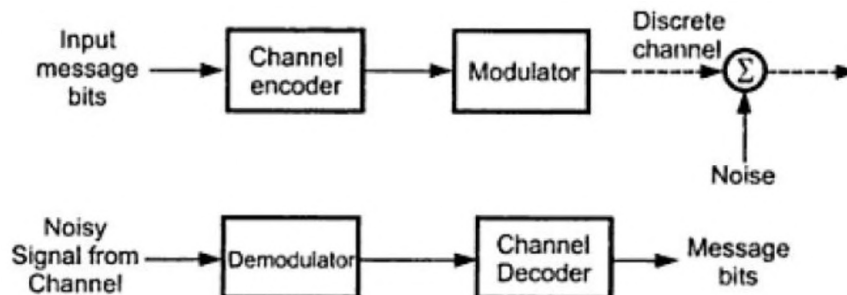 Input
message
bits
Channel
encoder
Modulator
Discrete
channel
Σ
Noise
Noisy
Signal from
Channel
Demodulator
Channel
Decoder
Message
bits